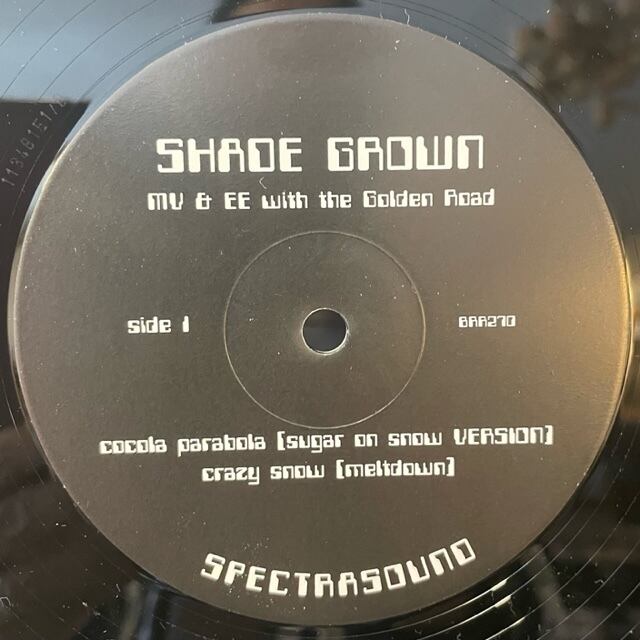 SHADE GROWN
MV & EE with the Golden Road
side 1
BRR270
cocola parabola [sugar on snow VERSION]
crazy snow [meltdown]
SPECTRASOUND